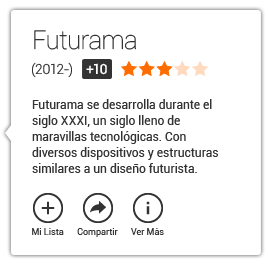 Futurama
(2012-) +10
Futurama se desarrolla durante el
siglo XXXI, un siglo lleno de
maravillas tecnológicas. Con
diversos dispositivos y estructuras
similares a un diseño futurista.
Mi Lista Compartir Ver Más